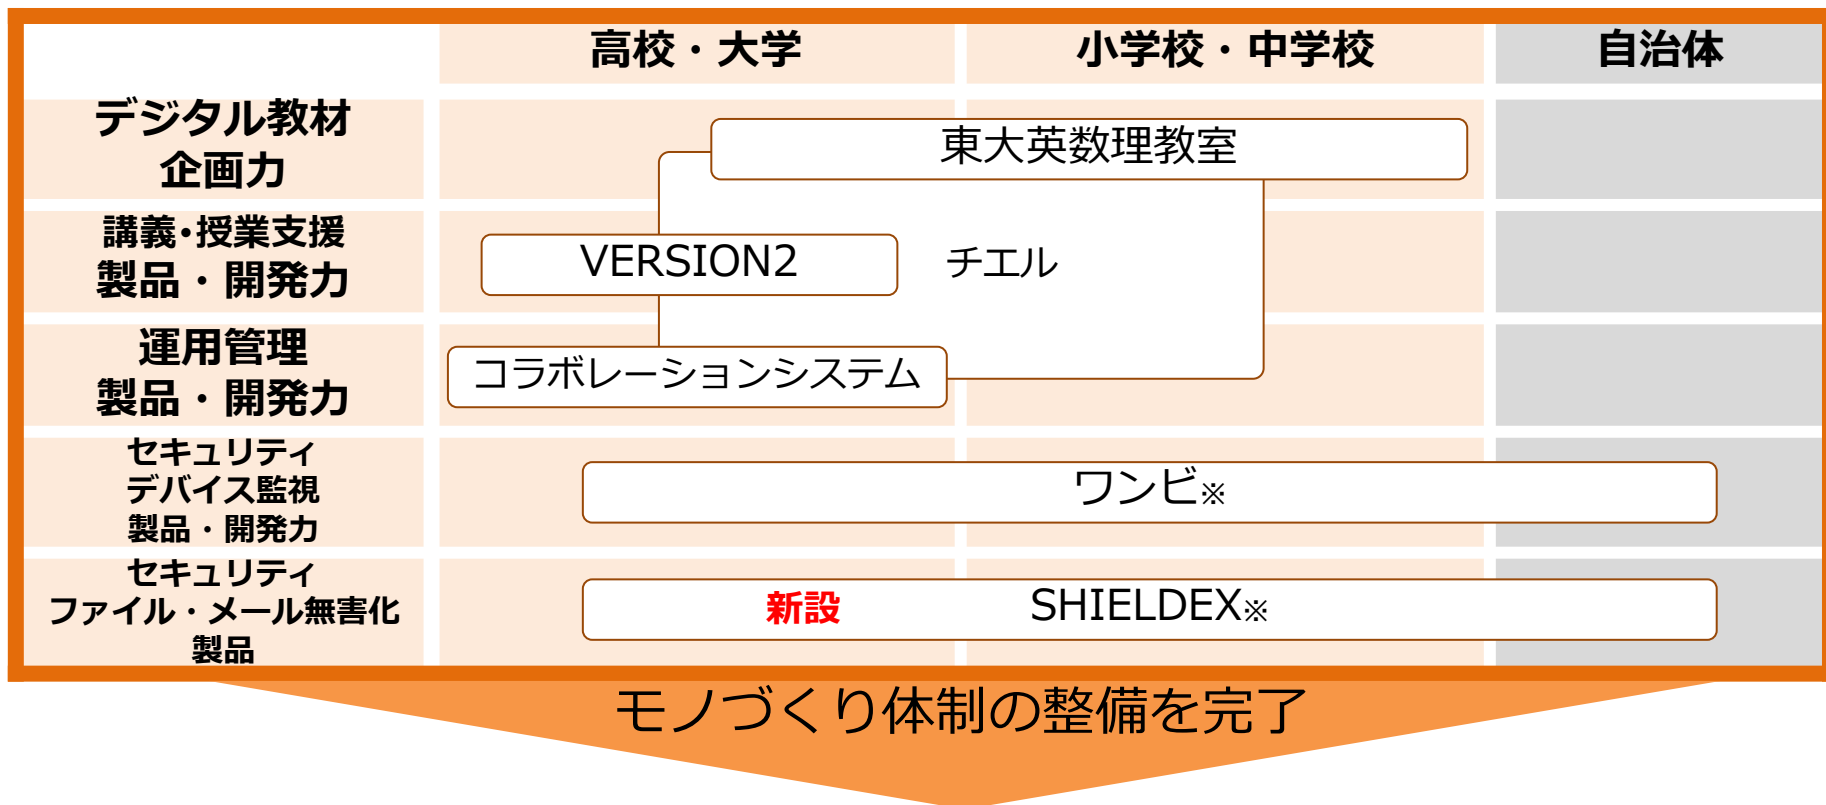 高校・大学
小学校・中学校
自治体
デジタル教材
企画力
東大英数理教室
講義・授業支援
製品・開発力
VERSION2
チエル
運用管理
製品・開発力
コラボレーションシステム
セキュリティ
デバイス監視
製品・開発力
ワンビ※
セキュリティ
ファイル・メール無害化
製品
新設
SHIELDEX※
モノづくり体制の整備を完了